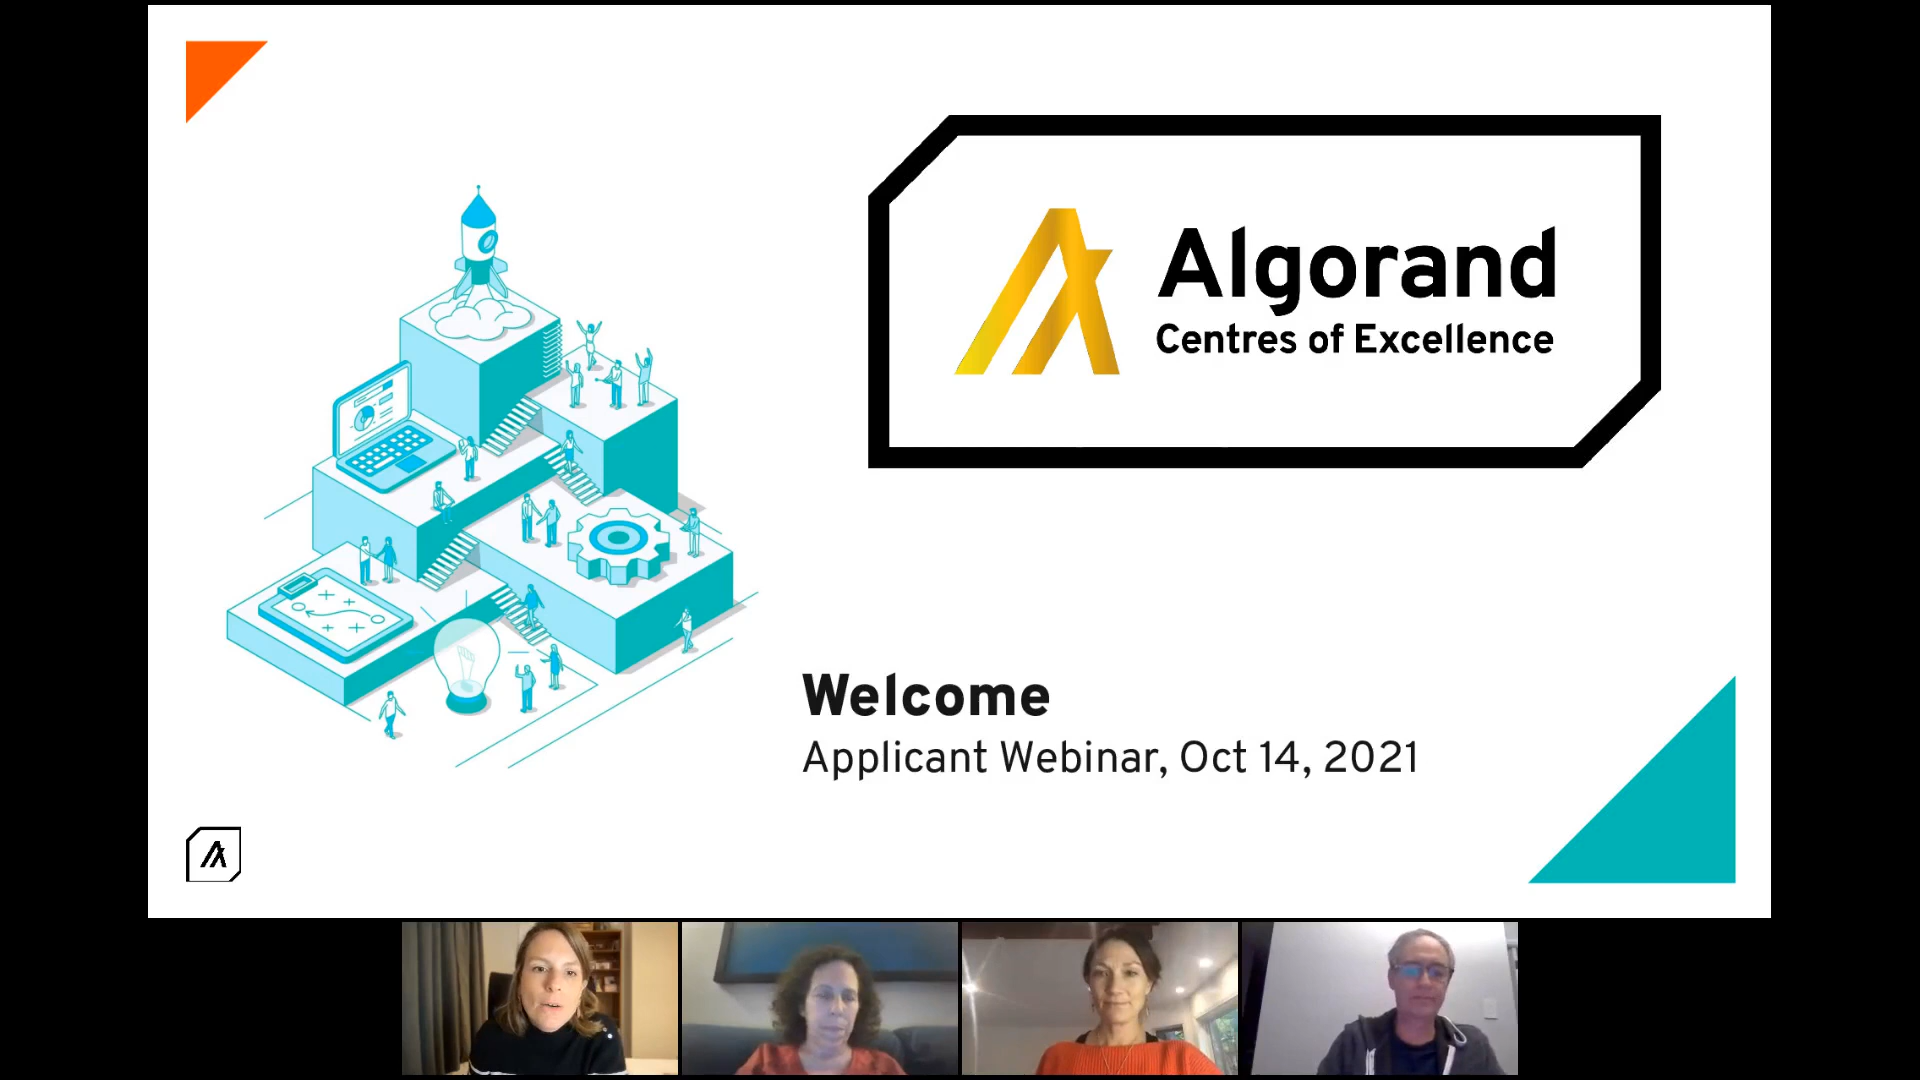 Algorand
Centres of Excellence
Welcome
Applicant Webinar, Oct 14, 2021